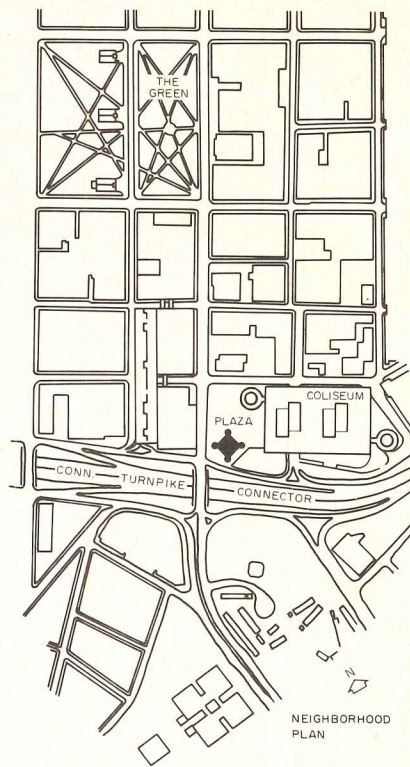 THE
GREEN
COLISEUM
PLAZA
CONN. TURNPIKE CONNECTOR
N
NEIGHBORHOOD
PLAN